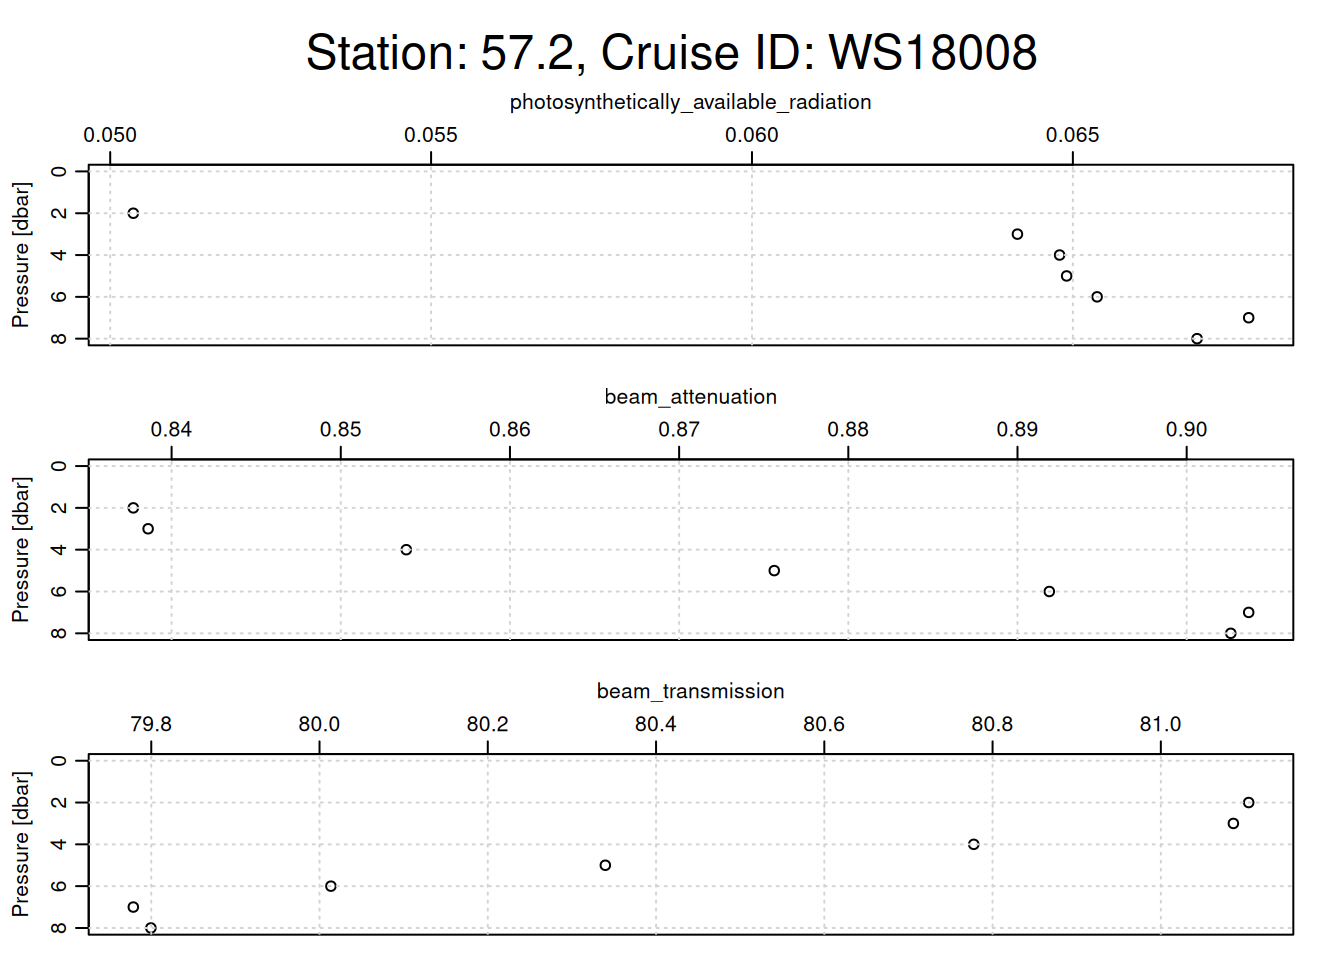 Station: 57.2, Cruise ID: WS18008
photosynthetically_available_radiation
0.050 0.055 0.060 0.065
Pressure [dbar]
0
2
4
6
8
beam_attenuation
0.84 0.85 0.86 0.87 0.88 0.89 0.90
Pressure [dbar]
0
2
4
6
8
beam_transmission
79.8 80.0 80.2 80.4 80.6 80.8 81.0
Pressure [dbar]
0
2
4
6
8